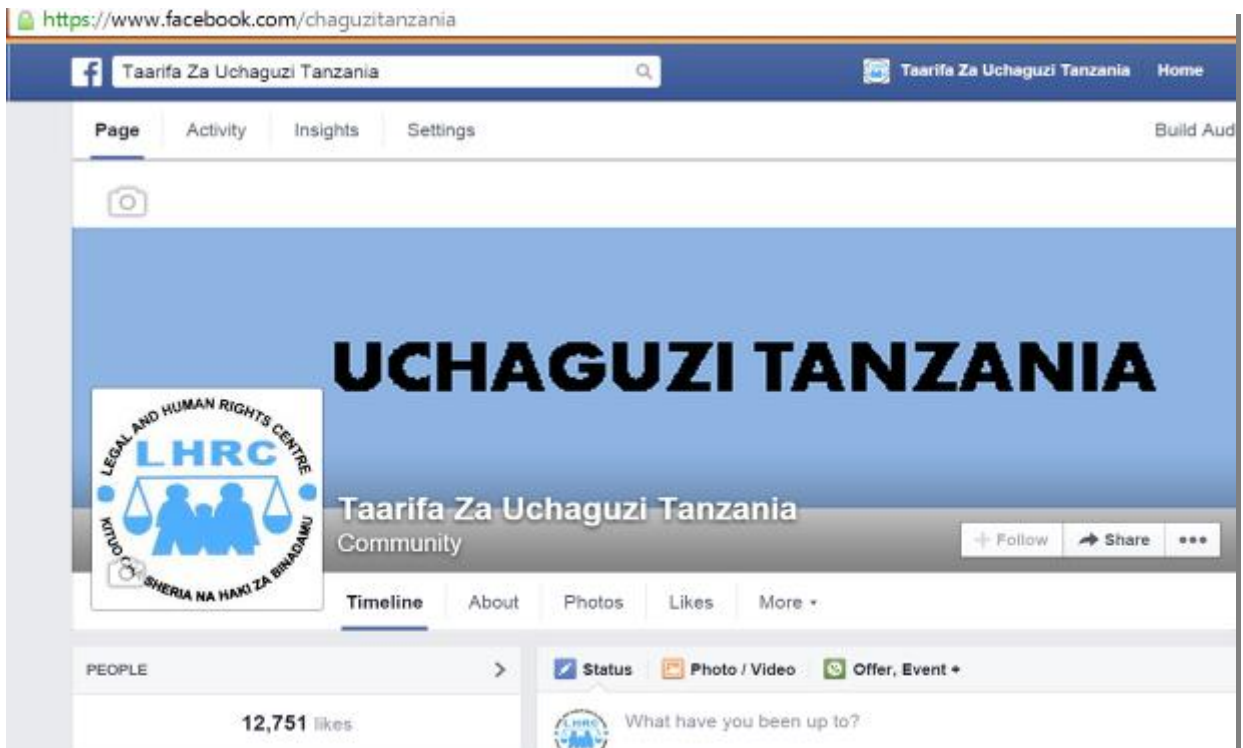 https://www.facebook.com/chaguzitanzania
f Taarifa Za Uchaguzi Tanzania Taarifa Za Uchaguzi Tanzania Home
Page Activity Insights Settings Build Aud
UCHAGUZI TANZANIA
LEGAL AND HUMAN RIGHTS CENTRE
LHRC
SHERIA NA HAKI ZA BINADAMU
Taarifa Za Uchaguzi Tanzania
Community
+ Follow Share
Timeline About Photos Likes More
PEOPLE > Status Photo / Video Offer, Event +
12,751 likes
LHRC What have you been up to?